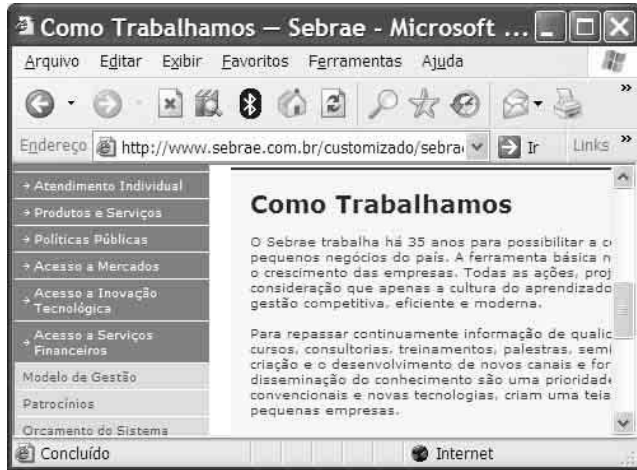 Como Trabalhamos — Sebrae - Microsoft ...
Arquivo Editar Exibir Favoritos Ferramentas Ajuda
Endereço http://www.sebrae.com.br/customizado/sebrae Ir Links »
Atendimento Individual
Produtos e Serviços
Políticas Públicas
Acesso a Mercados
Acesso a Inovação
Tecnológica
Acesso a Serviços
Financeiros
Modelo de Gestão
Patrocínios
Orçamento do Sistema
Como Trabalhamos
O Sebrae trabalha há 35 anos para possibilitar a
pequenos negócios do país. A ferramenta básica
o crescimento das empresas. Todas as ações,
consideração que apenas a cultura do aprendizado
gestão competitiva, eficiente e moderna.
Para repassar continuamente informação de
cursos, consultorias, treinamentos, palestras,
criação e o desenvolvimento de novos canais e
disseminação do conhecimento são uma
convencionais e novas tecnologias, criam uma teia
pequenas empresas.
Concluído Internet